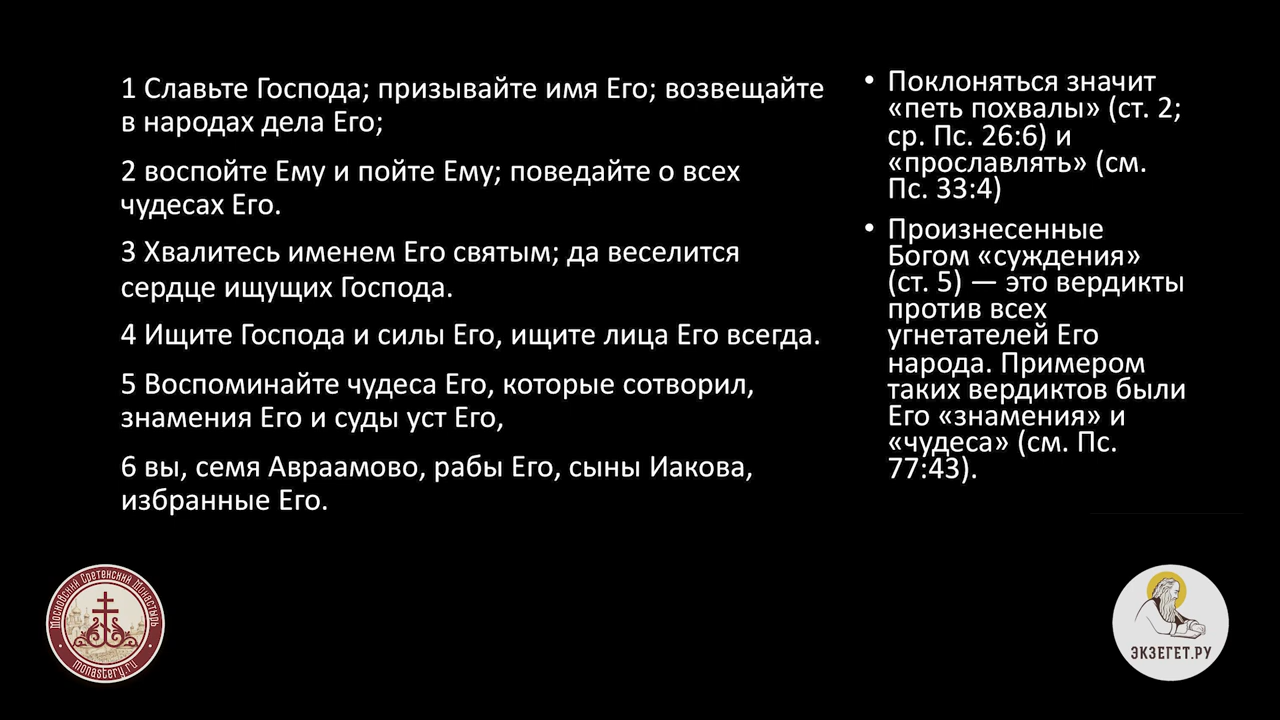 1 Славьте Господа; призывайте имя Его; возвещайте
в народах дела Его;
2 воспойте Ему и пойте Ему; поведайте о всех
чудесах Его.
3 Хвалитесь именем Его святым; да веселится
сердце ищущих Господа.
4 Ищите Господа и силы Его, ищите лица Его всегда.
5 Воспоминайте чудеса Его, которые сотворил,
знамения Его и суды уст Его,
6 вы, семя Авраамово, рабы Его, сыны Иакова,
избранные Его.
• Поклоняться значит
«петь похвалы» (ст. 2;
ср. Пс. 26:6) и
«прославлять» (см.
Пс. 33:4)
• Произнесенные
Богом «суждения»
(ст. 5) — это вердикты
против всех
угнетателей Его
народа. Примером
таких вердиктов были
Его «знамения» и
«чудеса» (см. Пс.
77:43).
Московский Сретенский Монастырь
monastery.ru
ЭКЗЕГЕТ.РУ